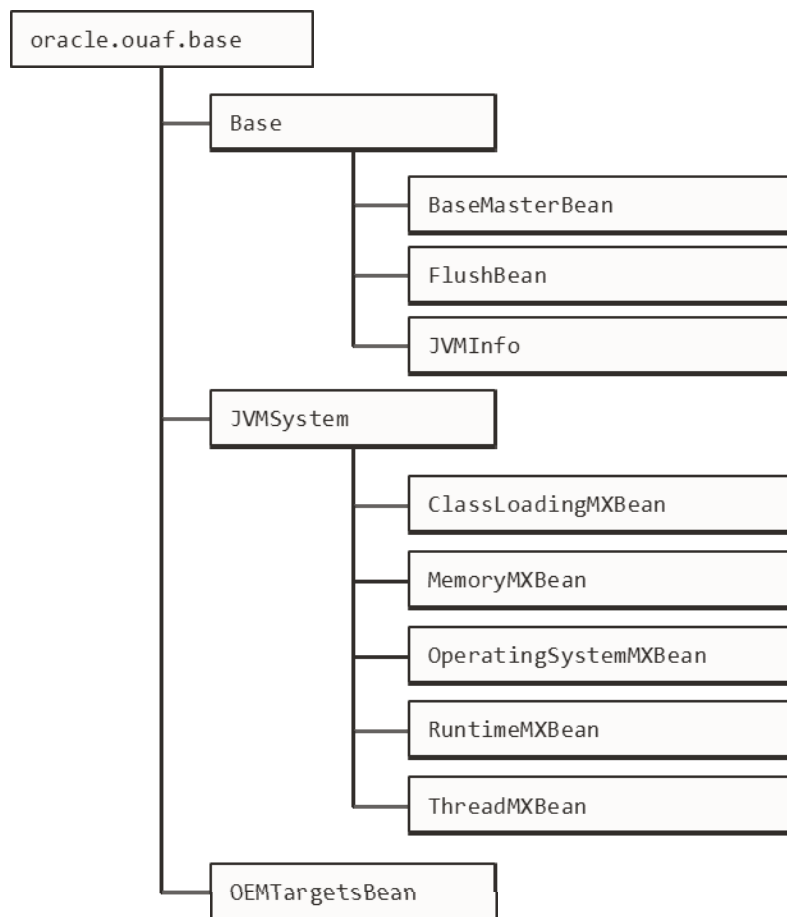 oracle.ouaf.base
Base
BaseMasterBean
FlushBean
JVMInfo
JVMSystem
ClassLoadingMXBean
MemoryMXBean
OperatingSystemMXBean
RuntimeMXBean
ThreadMXBean
OEMTargetsBean